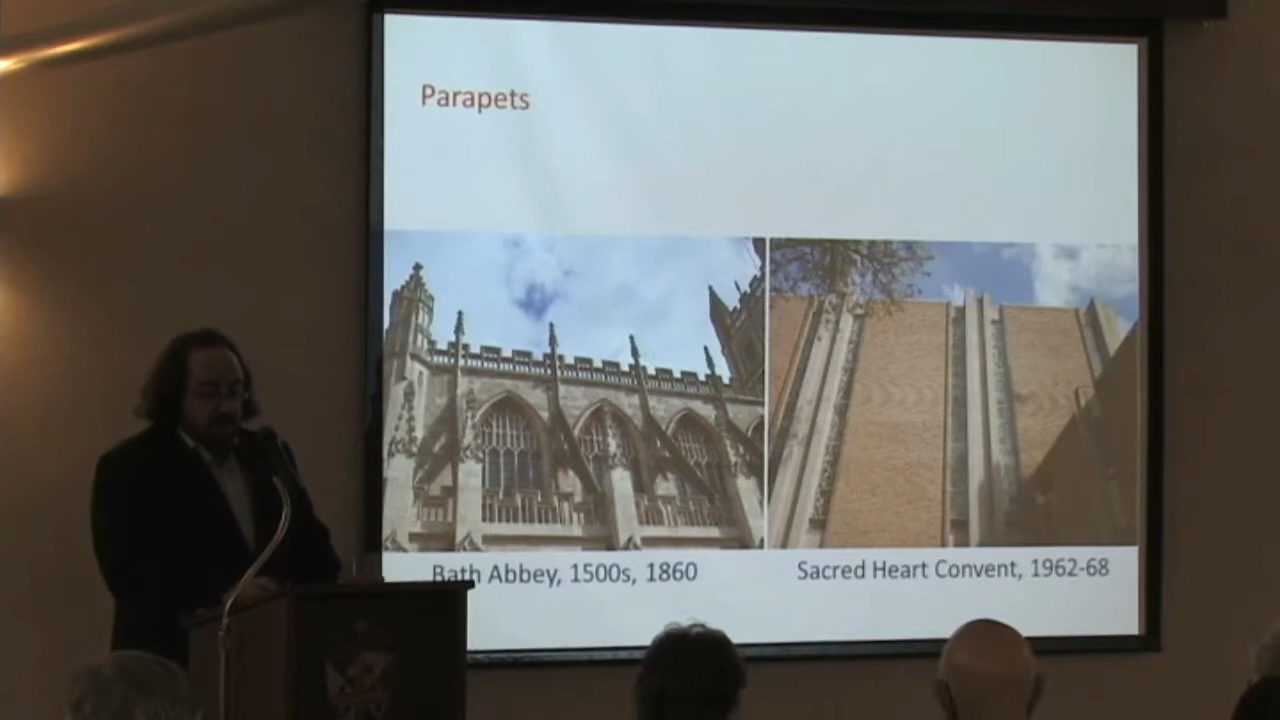 Parapets
Bath Abbey, 1500s, 1860
Sacred Heart Convent, 1962-68